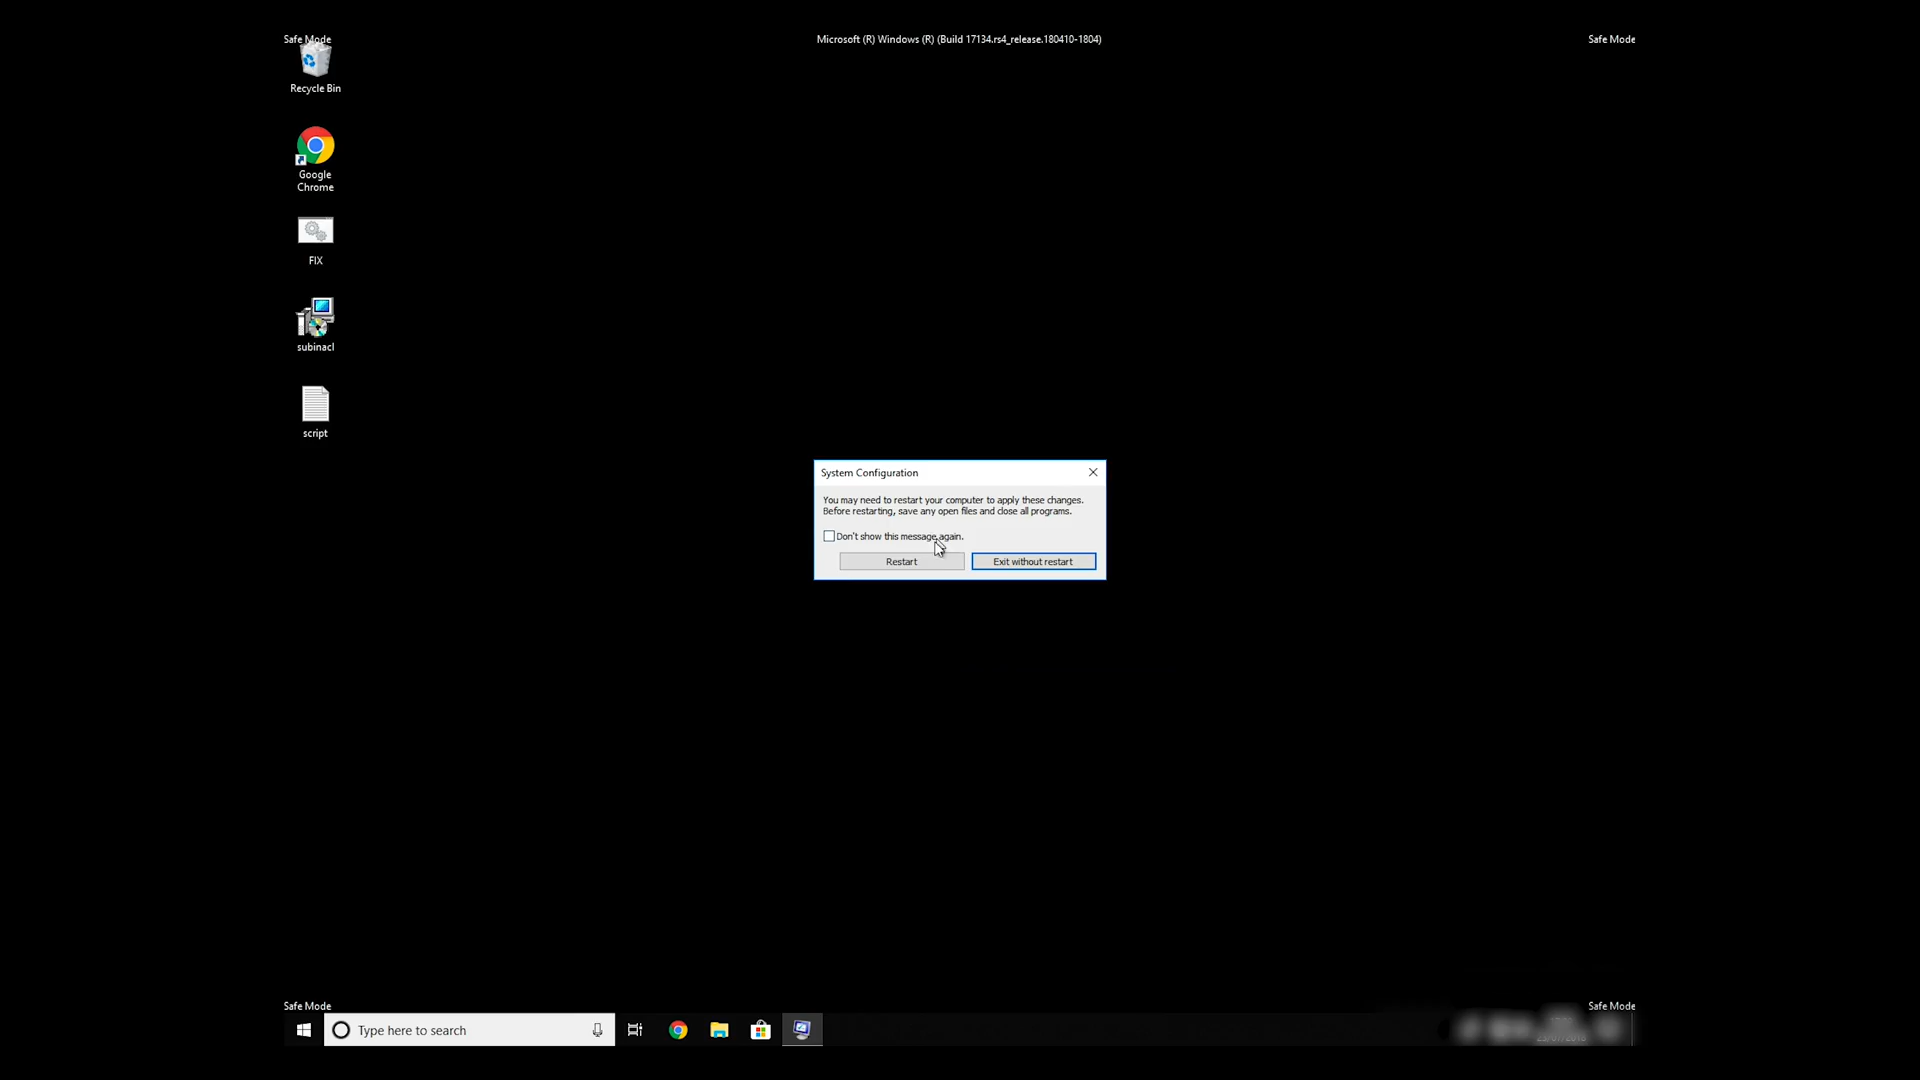 Safe Mode
Microsoft (R) Windows (R) (Build 17134.rs4_release.180410-1804)
Safe Mode
Recycle Bin
Google
Chrome
FIX
subinacl
script
System Configuration
You may need to restart your computer to apply these changes.
Before restarting, save any open files and close all programs.
Don't show this message again.
Restart
Exit without restart
Safe Mode
Safe Mode
Type here to search